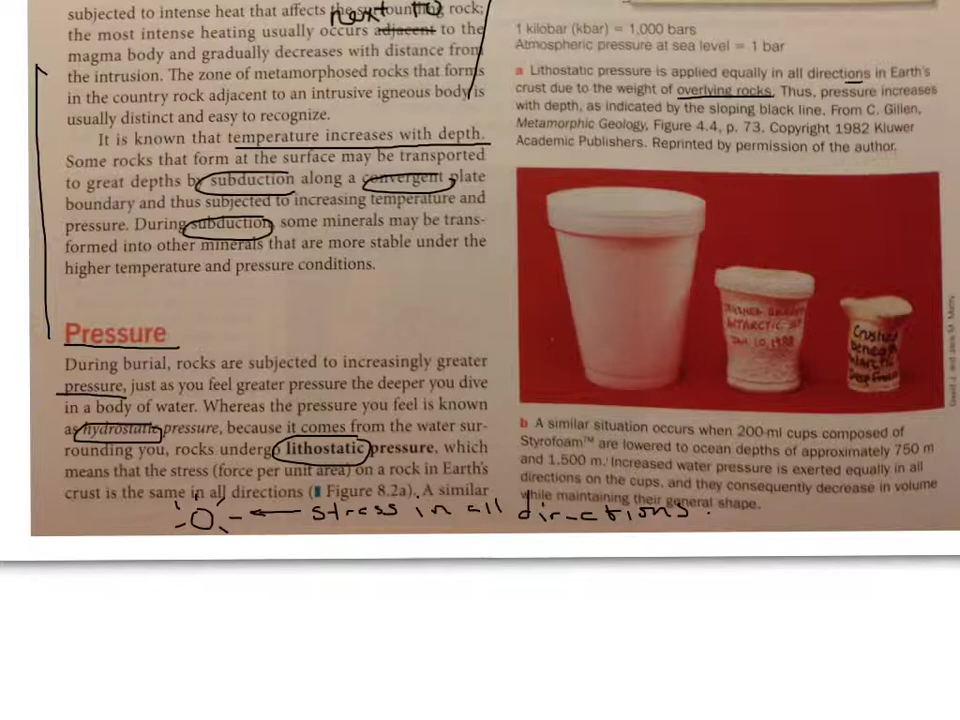 subjected to intense heat that affects the surrounding rock;
next to
the most intense heating usually occurs adjacent to the
magma body and gradually decreases with distance from
the intrusion. The zone of metamorphosed rocks that forms
in the country rock adjacent to an intrusive igneous body is
usually distinct and easy to recognize.
It is known that temperature increases with depth.
Some rocks that form at the surface may be transported
to great depths by subduction along a convergent plate
boundary and thus subjected to increasing temperature and
pressure. During subduction, some minerals may be trans-
formed into other minerals that are more stable under the
higher temperature and pressure conditions.
Pressure
During burial, rocks are subjected to increasingly greater
pressure, just as you feel greater pressure the deeper you dive
in a body of water. Whereas the pressure you feel is known
as hydrostatic pressure, because it comes from the water sur-
rounding you, rocks undergo lithostatic pressure, which
means that the stress (force per unit area) on a rock in Earth's
crust is the same in all directions (Figure 8.2a). A similar
stress in all directions.
1 kilobar (kbar) = 1,000 bars
Atmospheric pressure at sea level = 1 bar
a Lithostatic pressure is applied equally in all directions in Earth's
crust due to the weight of overlying rocks. Thus, pressure increases
with depth, as indicated by the sloping black line. From C. Gillen,
Metamorphic Geology, Figure 4.4, p. 73. Copyright 1982 Kluwer
Academic Publishers. Reprinted by permission of the author.
ANTARCTIC
JAN. 10, 1988
Crushed
b A similar situation occurs when 200-ml cups composed of
Styrofoam™ are lowered to ocean depths of approximately 750 m
and 1,500 m. Increased water pressure is exerted equally in all
directions on the cups, and they consequently decrease in volume
while maintaining their general shape.